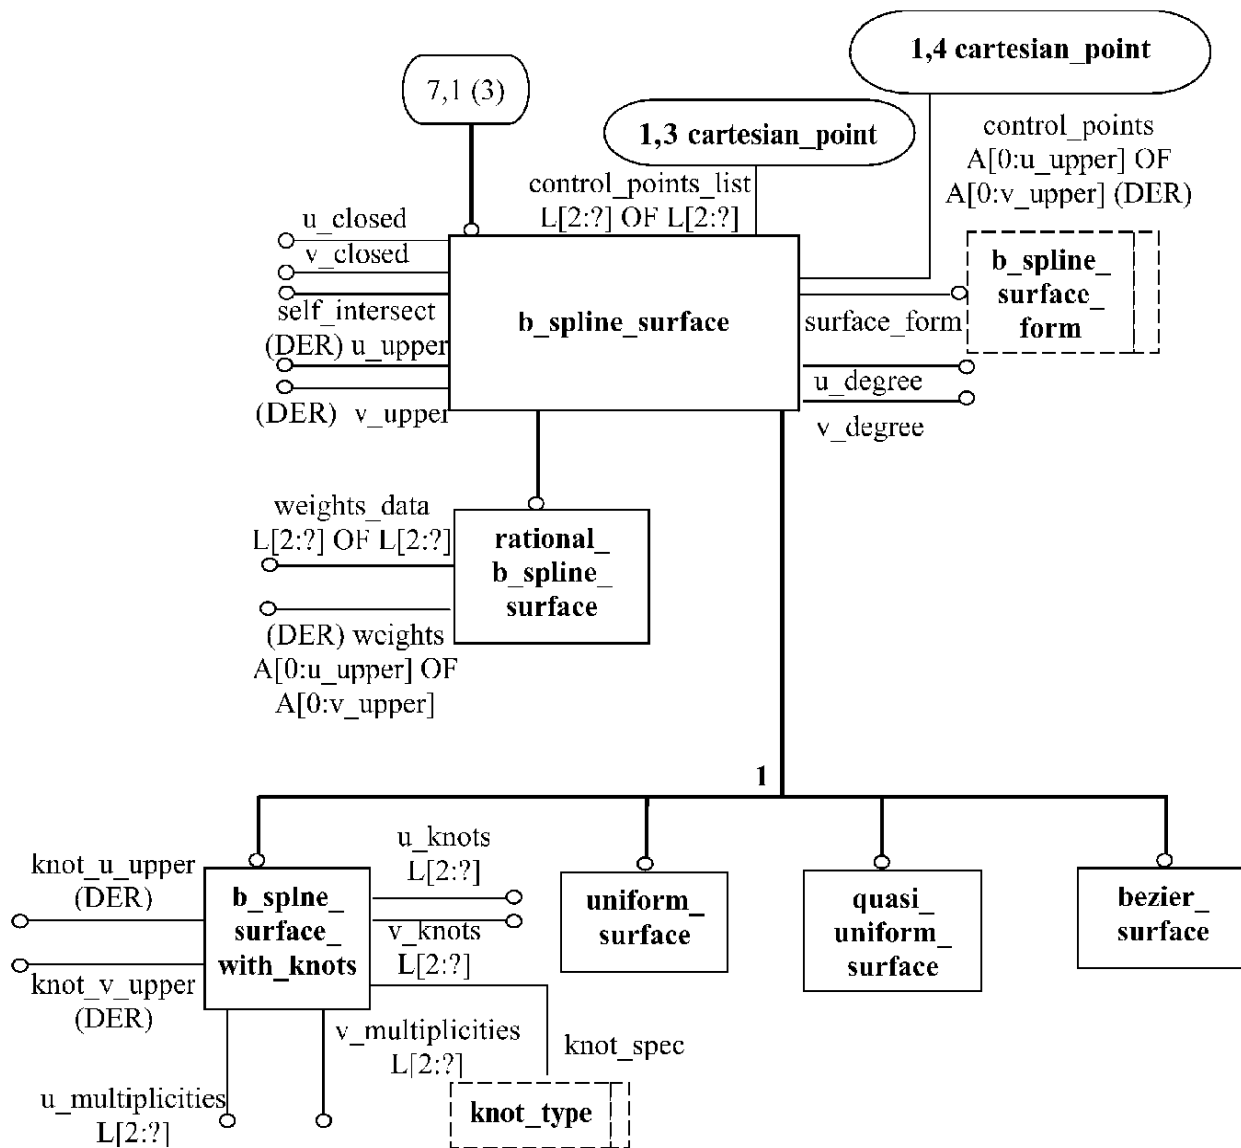 1,4 cartesian_point
7,1 (3)
1,3 cartesian_point
control_points
A[0:u_upper] OF
A[0:v_upper] (DER)
control_points_list
L[2:?] OF L[2:?]
u_closed
v_closed
self_intersect
(DER) u_upper
(DER) v_upper
b_spline_surface
b_spline_
surface_
form
surface_form
u_degree
v_degree
weights_data
L[2:?] OF L[2:?]
rational_
b_spline_
surface
(DER) weights
A[0:u_upper] OF
A[0:v_upper]
1
knot_u_upper
(DER)
knot_v_upper
(DER)
b_splne_
surface_
with_knots
u_knots
L[2:?]
v_knots
L[2:?]
uniform_
surface
quasi_
uniform_
surface
bezier_
surface
v_multiplicities
L[2:?]
knot_spec
u_multiplicities
L[2:?]
knot_type